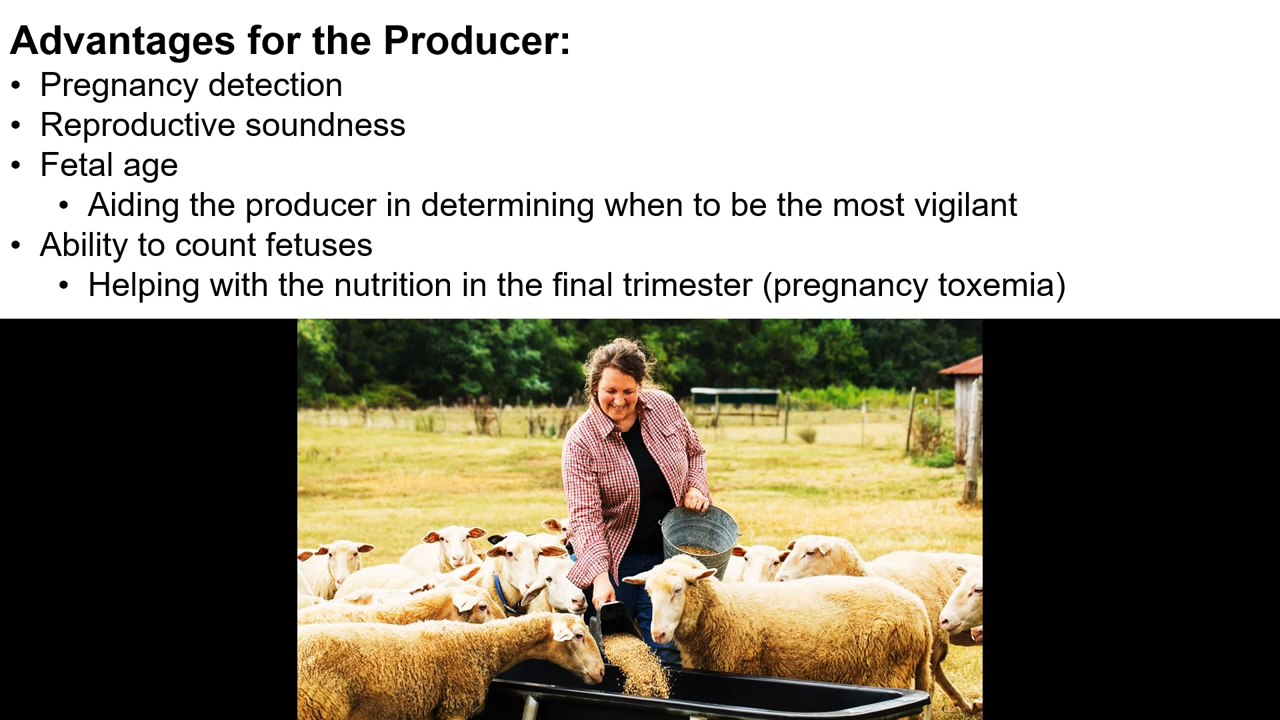 Advantages for the Producer:
• Pregnancy detection
• Reproductive soundness
• Fetal age
• Aiding the producer in determining when to be the most vigilant
• Ability to count fetuses
• Helping with the nutrition in the final trimester (pregnancy toxemia)